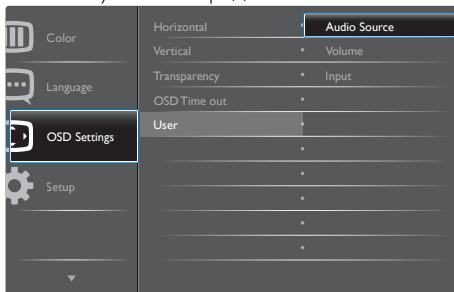 Color
Language
OSD Settings
Setup
Horizontal
Vertical
Transparency
OSD Time out
User
Audio Source
Volume
Input